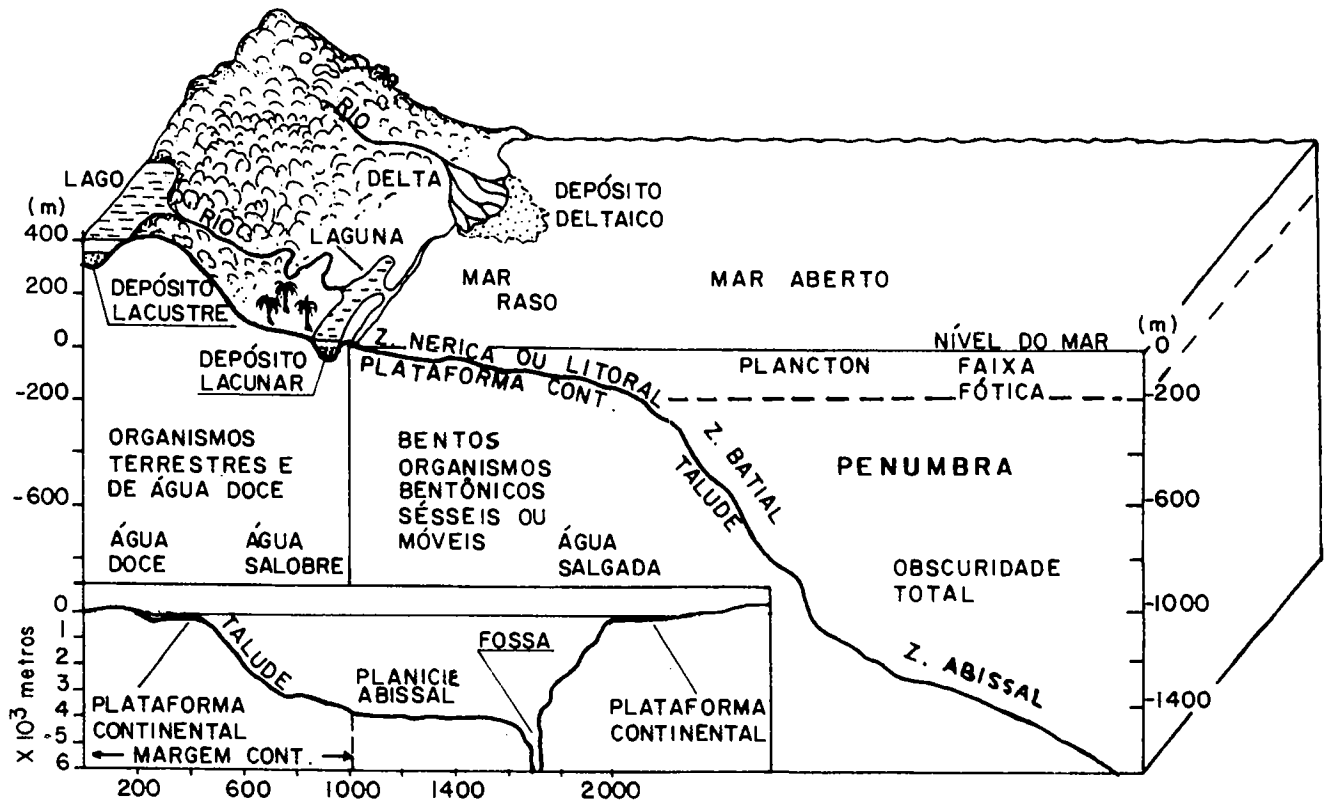 RIO
LAGO
DELTA
DEPÓSITO
DELTAICO
(m)
RIO
LAGUNA
400
MAR
RASO
MAR ABERTO
DEPÓSITO
LACUSTRE
200
NÍVEL DO MAR
(m)
0
0
DEPÓSITO
LACUNAR
Z. NERICA OU LITORAL
PLATAFORMA CONT
PLANCTON
FAIXA
FÓTICA
-200
-200
ORGANISMOS
TERRESTRES E
DE ÁGUA DOCE
BENTOS
ORGANISMOS
BENTÔNICOS
SÉSSEIS OU
MÓVEIS
Z. BATIAL
TALUDE
PENUMBRA
-600
-600
ÁGUA
DOCE
ÁGUA
SALOBRE
ÁGUA
SALGADA
OBSCURIDADE
TOTAL
-1000
Z. ABISSAL
-1400
X 10³ metros
0
1
2
3
4
.5
6
TALUDE
FOSSA
PLANICIE
ABISSAL
PLATAFORMA
CONTINENTAL
PLATAFORMA
CONTINENTAL
MARGEM CONT.
200 600 1000 1400 2000